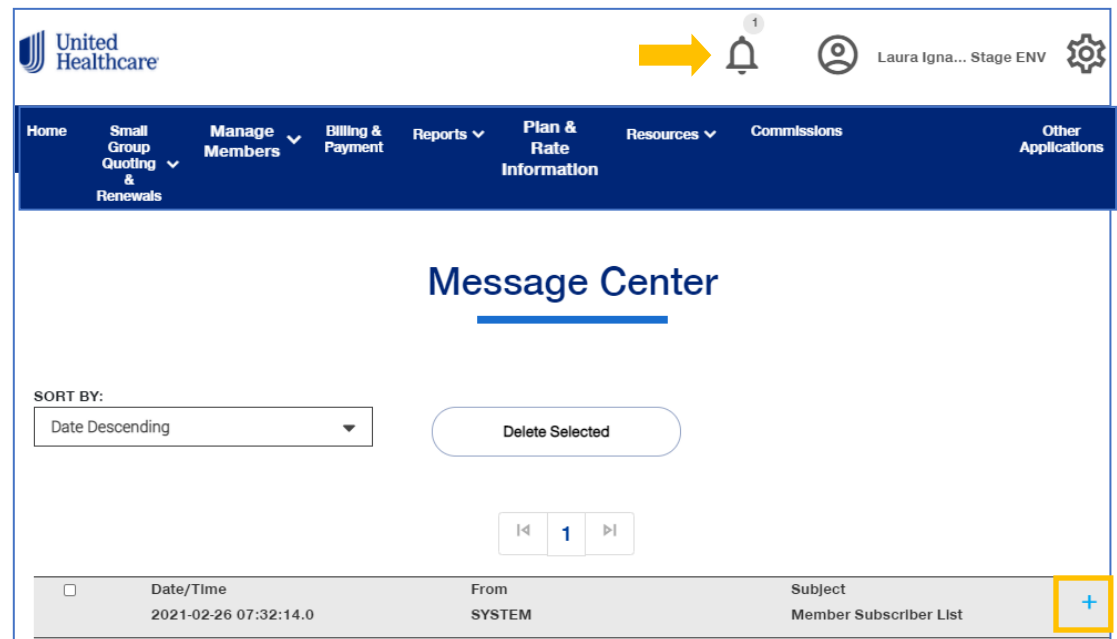 1
United
Healthcare
Laura Igna... Stage ENV
Home
Small
Group
Quoting
&
Renewals
Manage
Members
Billing &
Payment
Reports
Plan &
Rate
Information
Resources
Commissions
Other
Applications
Message Center
SORT BY:
Date Descending
Delete Selected
1
Date/Time From Subject
2021-02-26 07:32:14.0 SYSTEM Member Subscriber List
+